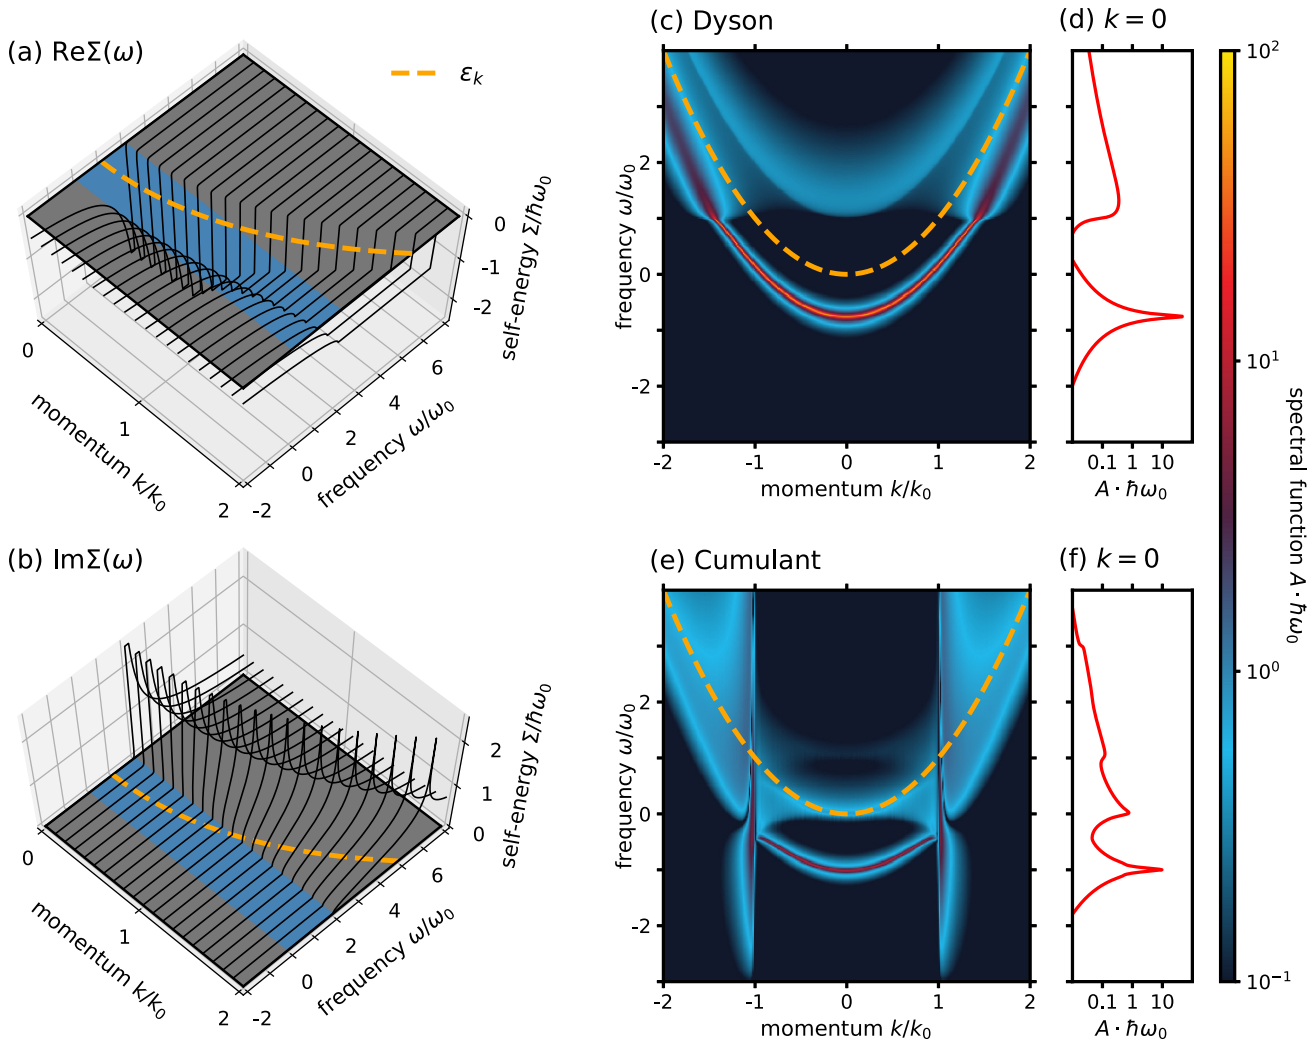 (a) ReΣ(ω)
ε_k
0
-1
-2
self-energy Σ/ħω₀
0
1
2
momentum k/k₀
-2
0
2
4
6
frequency ω/ω₀
(b) ImΣ(ω)
2
1
0
self-energy Σ/ħω₀
0
1
2
momentum k/k₀
-2
0
2
4
6
frequency ω/ω₀
(c) Dyson
2
0
-2
frequency ω/ω₀
-2 -1 0 1 2
momentum k/k₀
(d) k = 0
0.1 1 10
A · ħω₀
(e) Cumulant
2
0
-2
frequency ω/ω₀
-2 -1 0 1 2
momentum k/k₀
(f) k = 0
0.1 1 10
A · ħω₀
10²
10¹
10⁰
10⁻¹
spectral function A · ħω₀